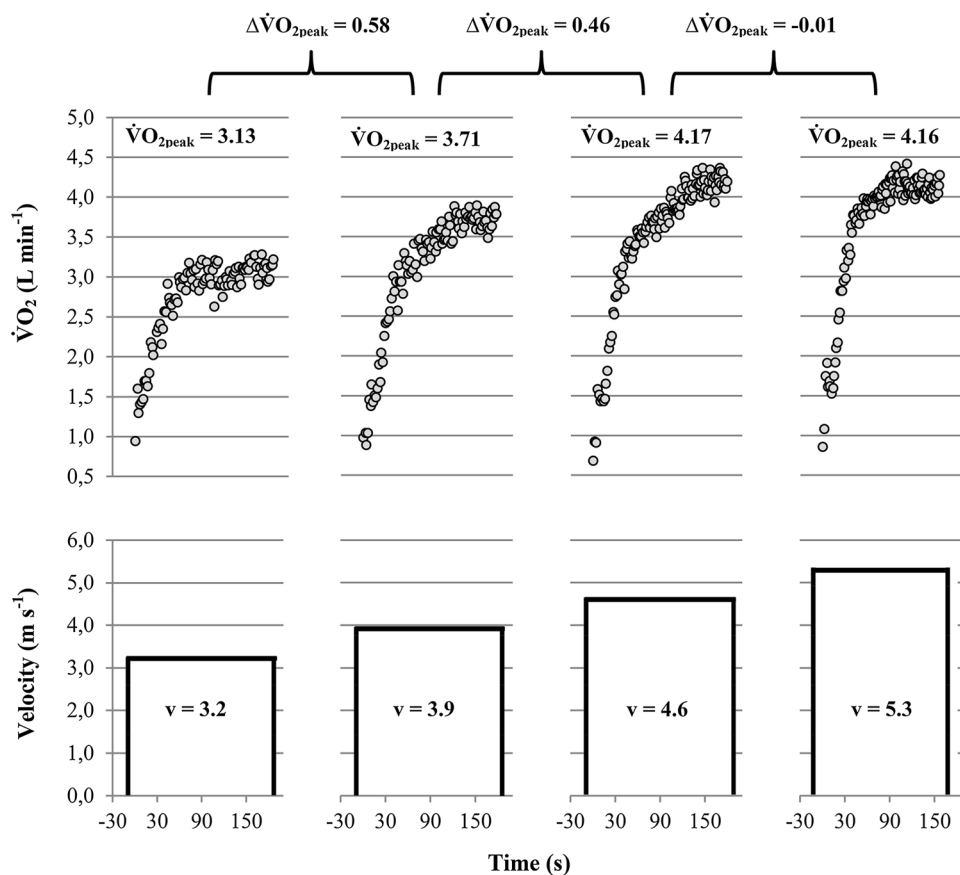 ΔV̇O2peak = 0.58 ΔV̇O2peak = 0.46 ΔV̇O2peak = -0.01
V̇O2peak = 3.13 V̇O2peak = 3.71 V̇O2peak = 4.17 V̇O2peak = 4.16
V̇O2 (L min-1)
5,0
4,5
4,0
3,5
3,0
2,5
2,0
1,5
1,0
0,5
Velocity (m s-1)
6,0
5,0
4,0
3,0
2,0
1,0
0,0
v = 3.2 v = 3.9 v = 4.6 v = 5.3
-30 30 90 150 -30 30 90 150 -30 30 90 150 -30 30 90 150
Time (s)